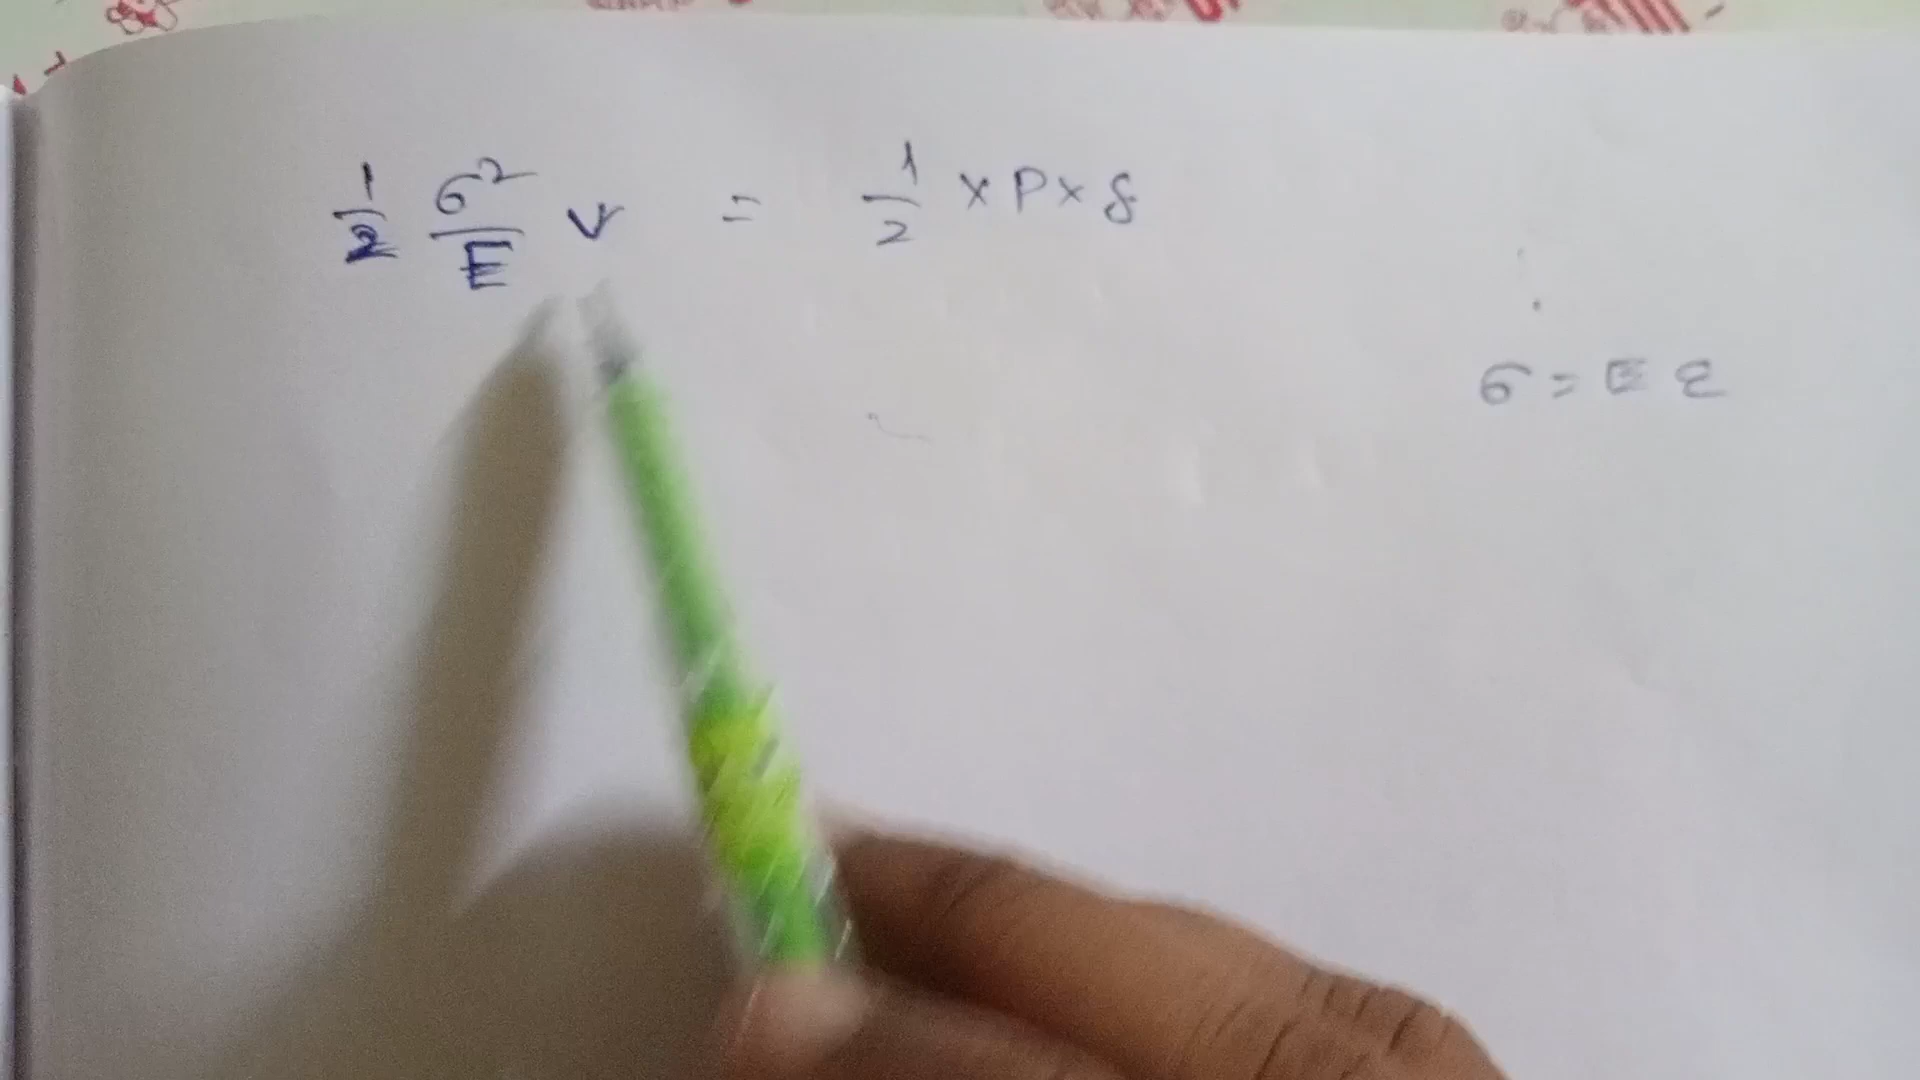 1/2 σ²/E v = 1/2 × P × δ
σ = E ε